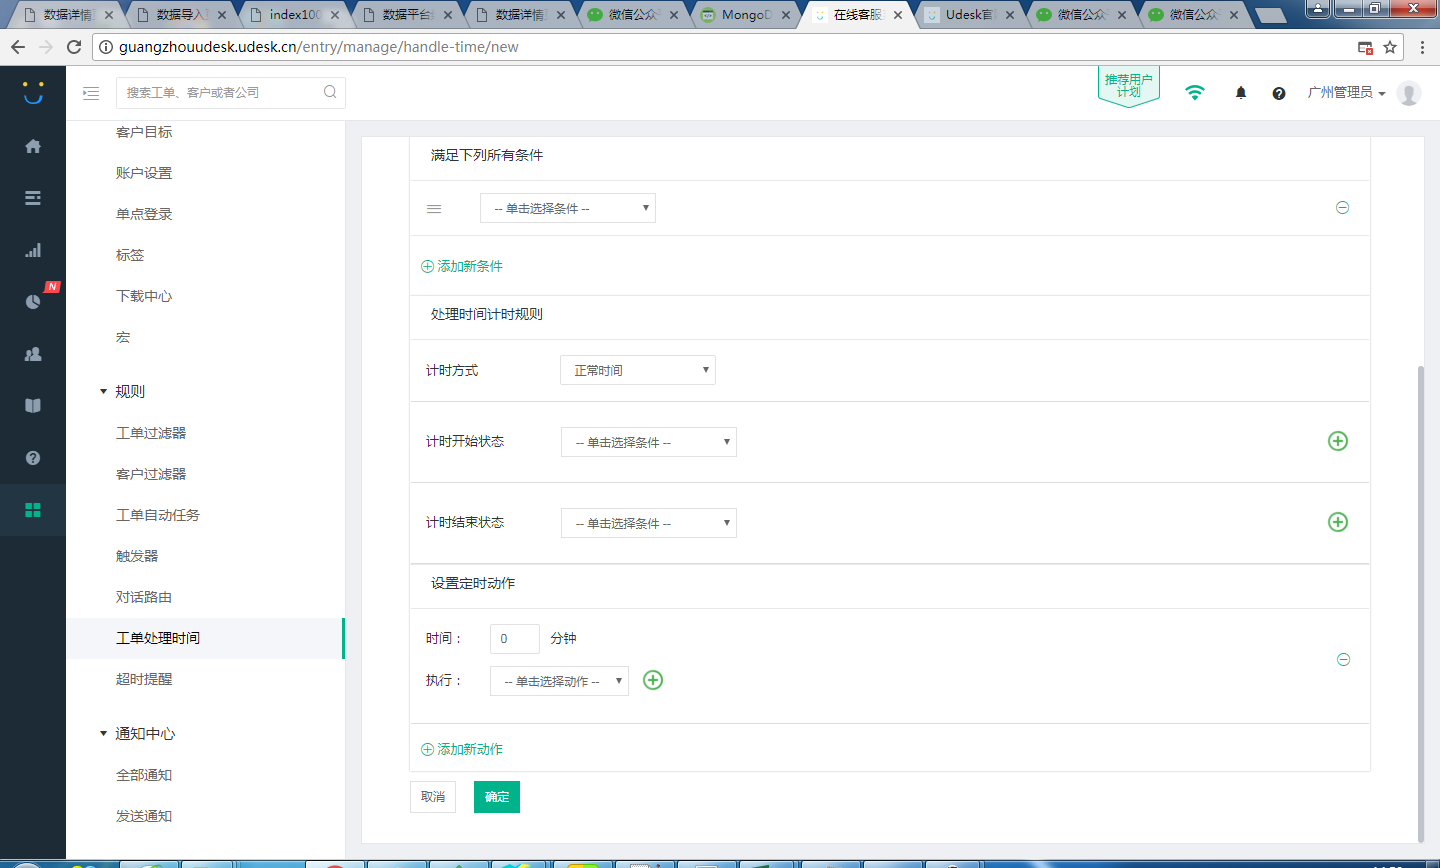 数据详情
数据导入
index100
数据平台
数据详情
微信公众
微信公众
MongoD
在线客服
Udesk官
微信公众
微信公众
guangzhouudesk.udesk.cn/entry/manage/handle-time/new
搜索工单、客户或者公司
推荐用户
计划
广州管理员
N
客户目标
账户设置
单点登录
标签
下载中心
宏
规则
工单过滤器
客户过滤器
工单自动任务
触发器
对话路由
工单处理时间
超时提醒
通知中心
全部通知
发送通知
满足下列所有条件
-- 单击选择条件 --
添加新条件
处理时间计时规则
计时方式
正常时间
计时开始状态
-- 单击选择条件 --
计时结束状态
-- 单击选择条件 --
设置定时动作
时间：
0
分钟
执行：
-- 单击选择动作 --
添加新动作
取消
确定